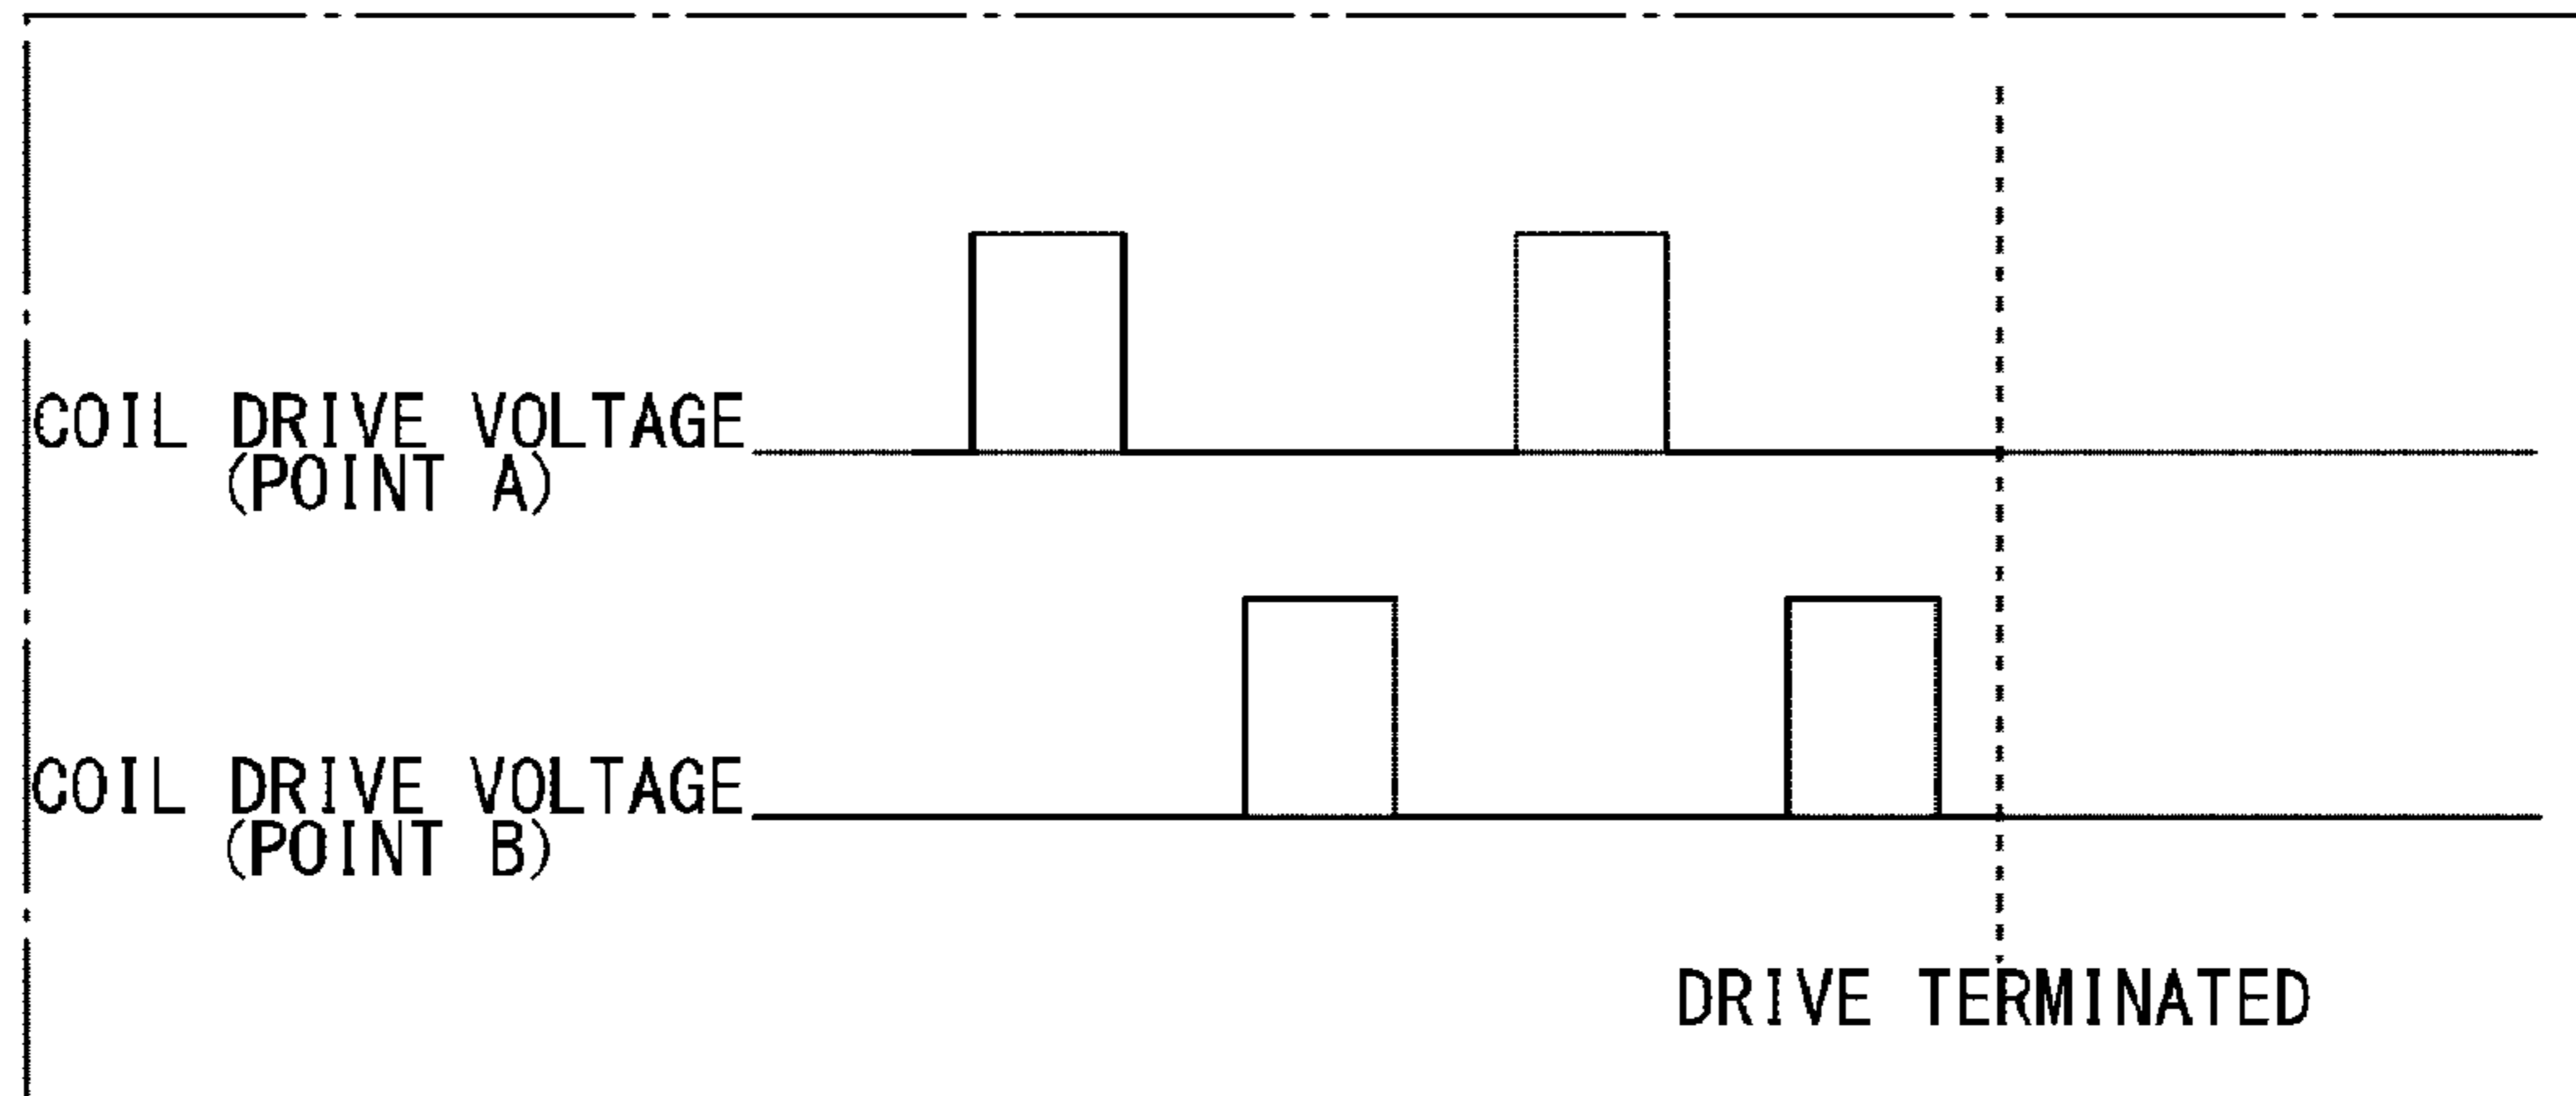 COIL DRIVE VOLTAGE
(POINT A)
COIL DRIVE VOLTAGE
(POINT B)
DRIVE TERMINATED